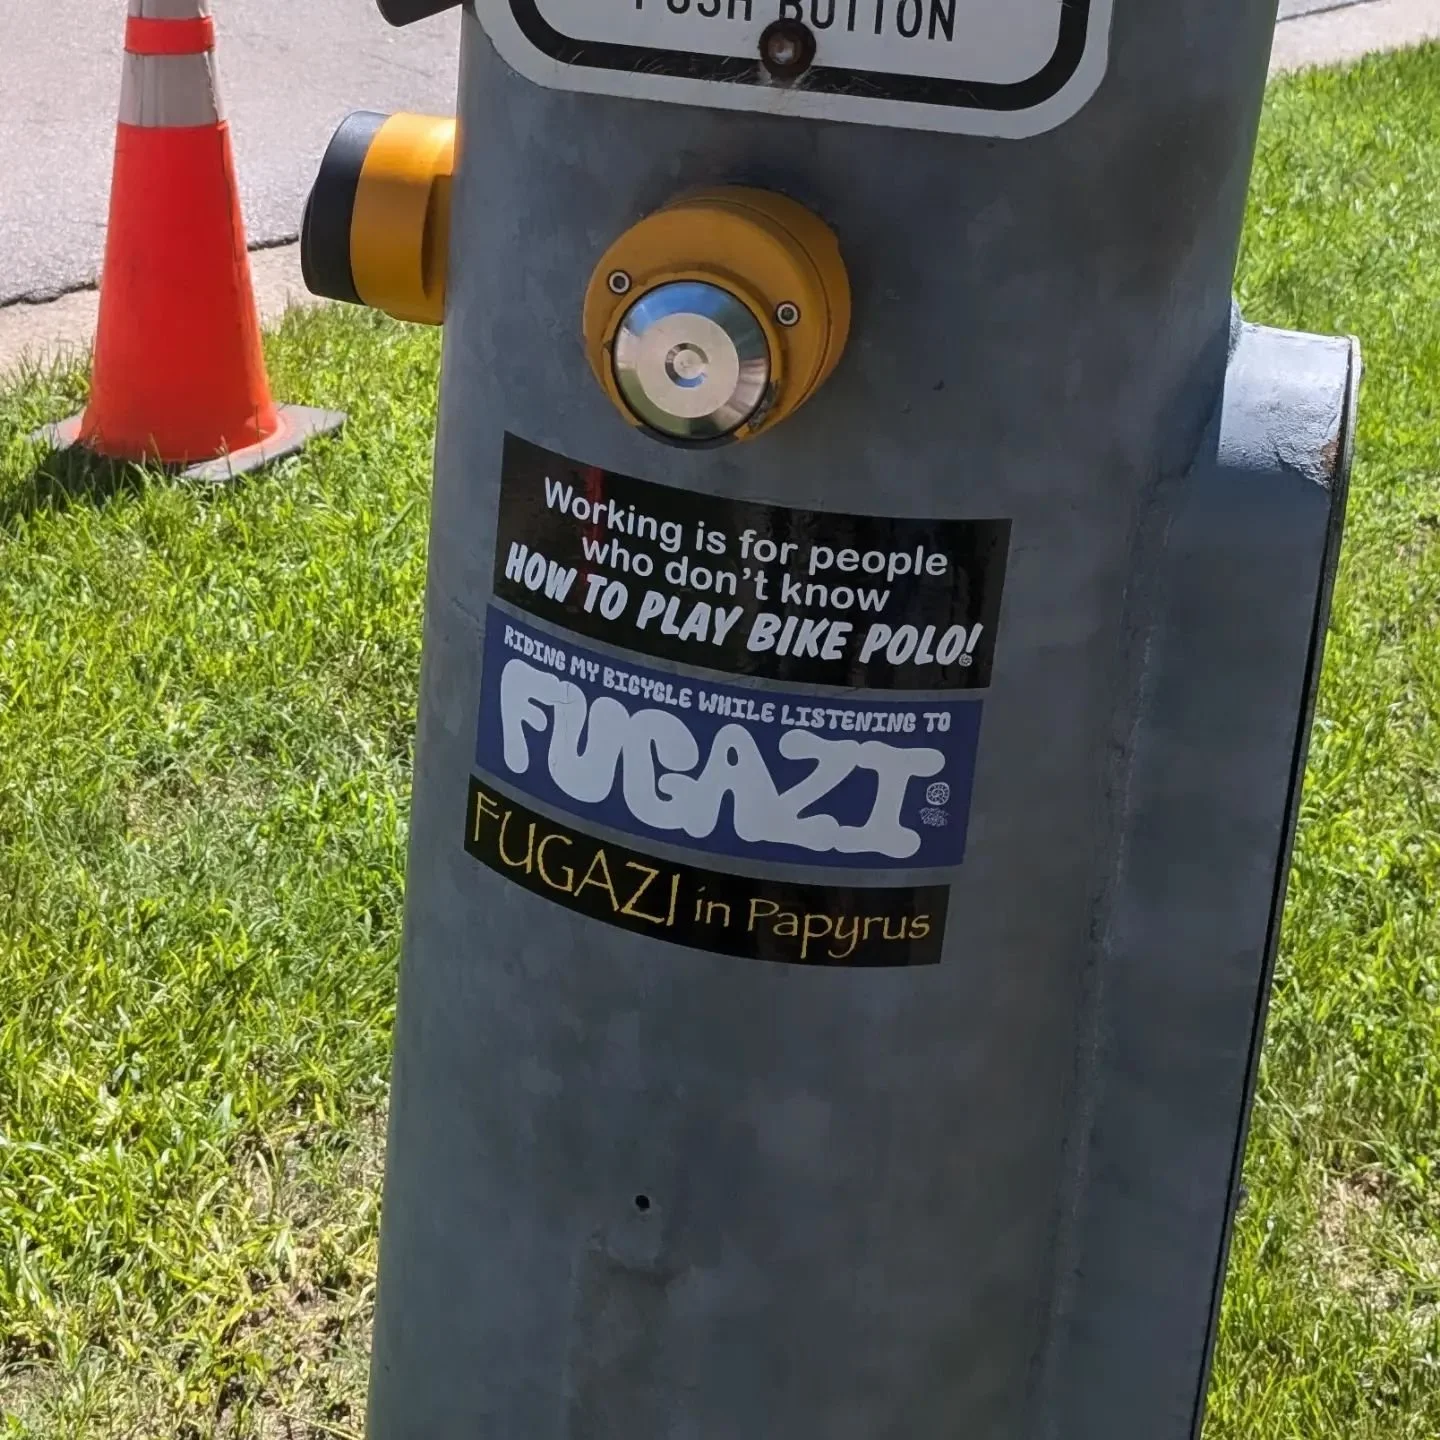 PUSH BUTTON
Working is for people
who don't know
HOW TO PLAY BIKE POLO!
RIDING MY BICYCLE WHILE LISTENING TO
FUGAZI
FUGAZI in Papyrus